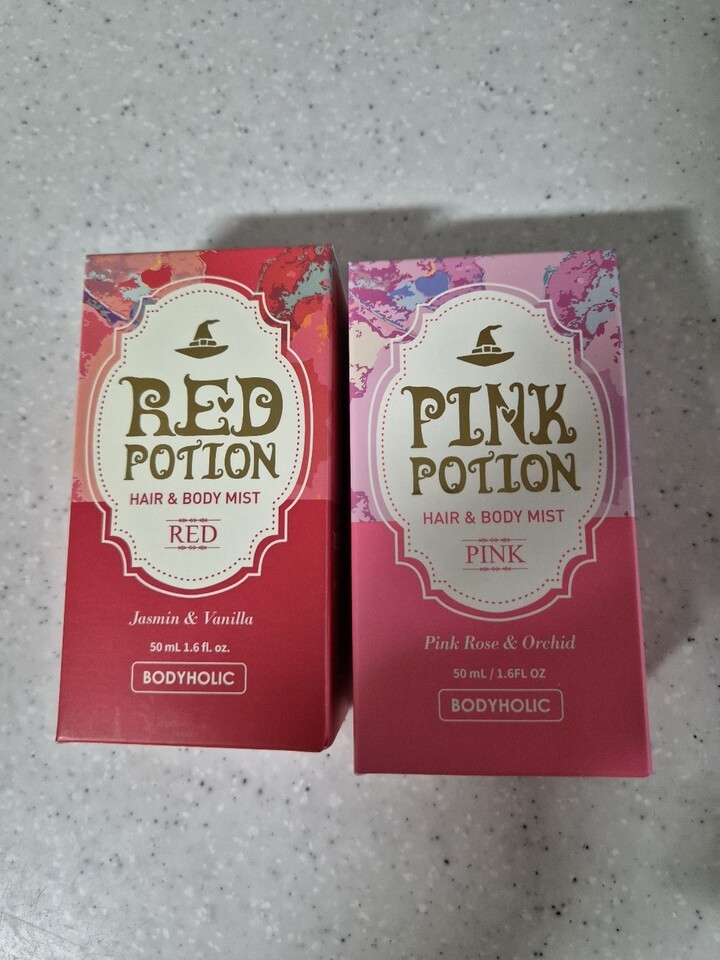 RED
POTION
HAIR & BODY MIST
RED
Jasmin & Vanilla
50 mL 1.6 fl. oz.
BODYHOLIC
PINK
POTION
HAIR & BODY MIST
PINK
Pink Rose & Orchid
50 mL / 1.6FL OZ
BODYHOLIC